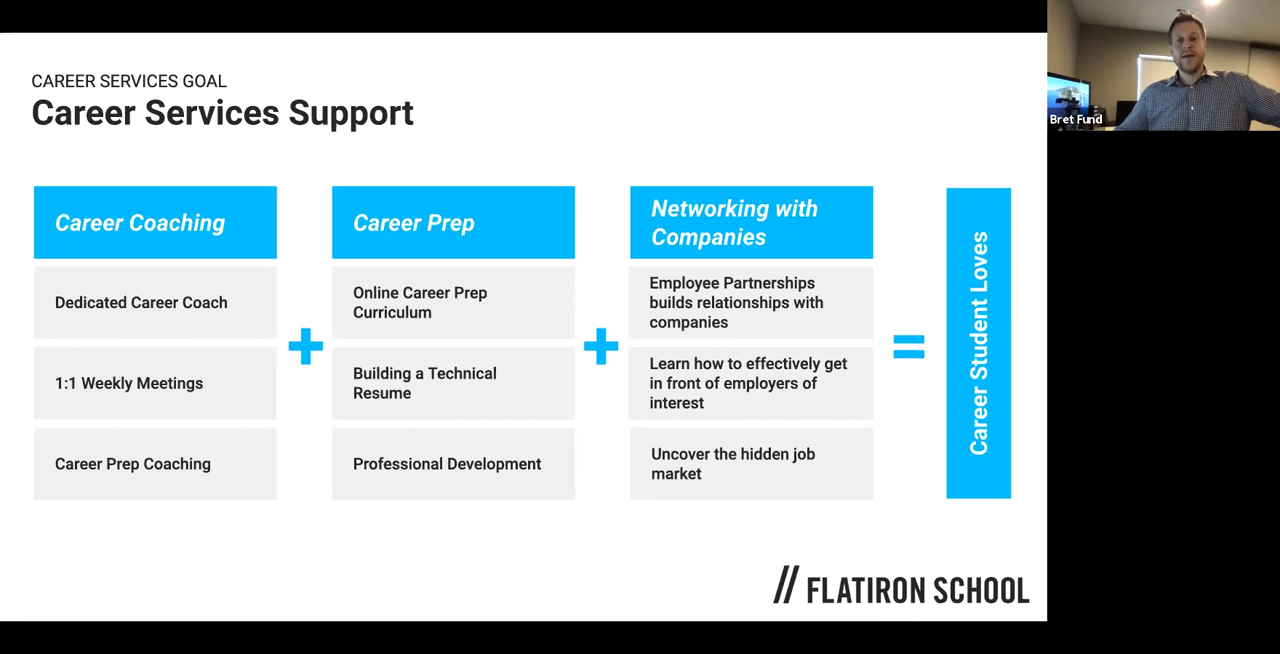 CAREER SERVICES GOAL
Career Services Support
Career Coaching
Dedicated Career Coach
1:1 Weekly Meetings
Career Prep Coaching
+
Career Prep
Online Career Prep
Curriculum
Building a Technical
Resume
Professional Development
+
Networking with
Companies
Employee Partnerships
builds relationships with
companies
Learn how to effectively get
in front of employers of
interest
Uncover the hidden job
market
=
Career Student Loves
// FLATIRON SCHOOL
Bret Fund